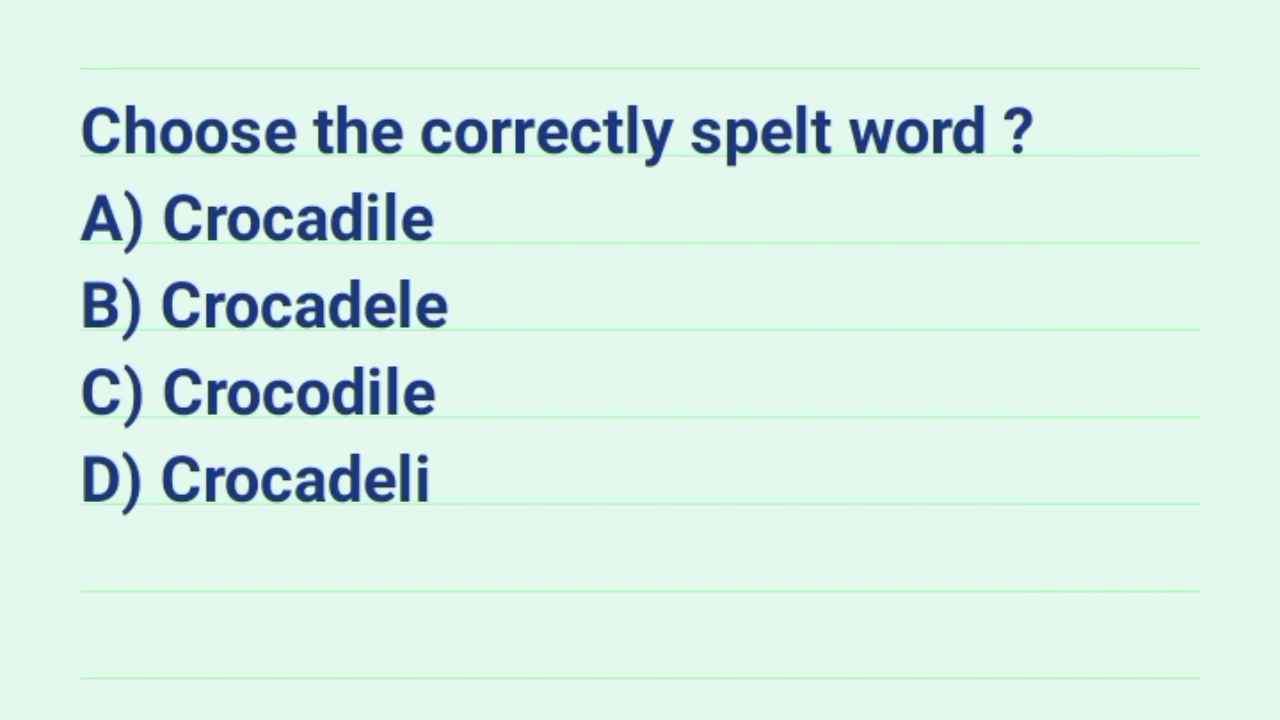 Choose the correctly spelt word ?
A) Crocadile
B) Crocadele
C) Crocodile
D) Crocadeli